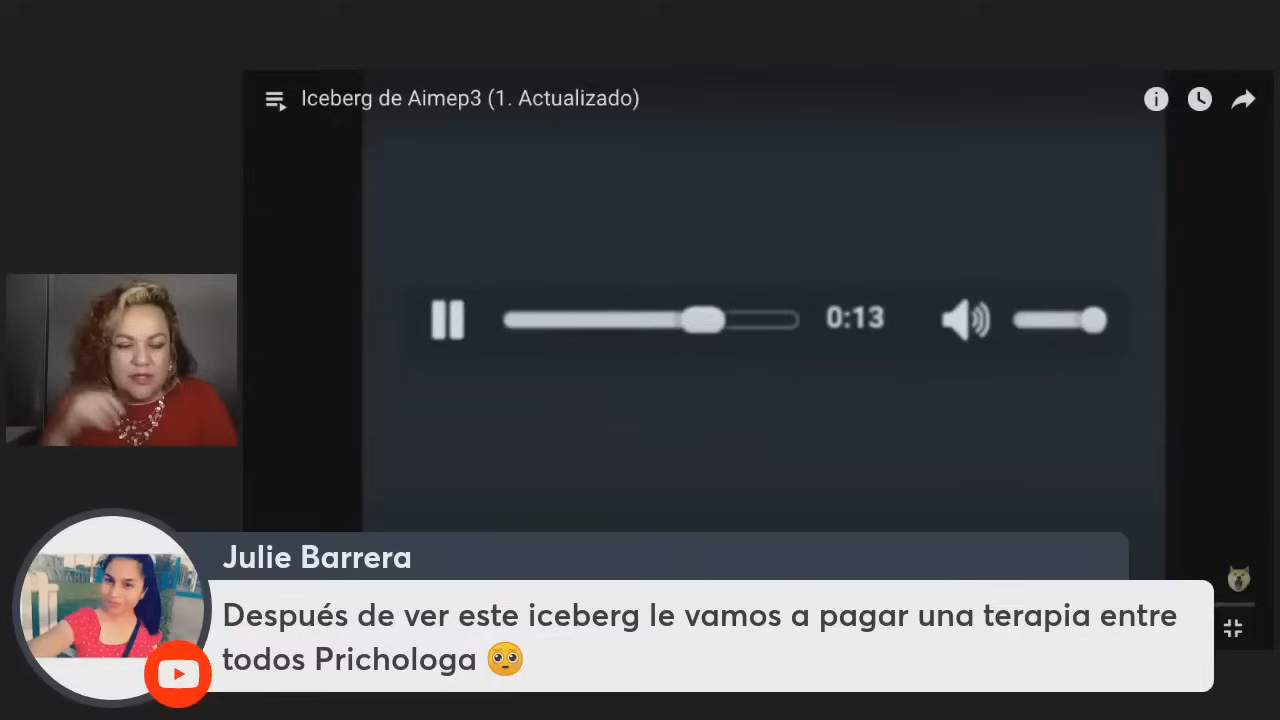 Iceberg de Aimep3 (1. Actualizado)
0:13
Julie Barrera
Después de ver este iceberg le vamos a pagar una terapia entre
todos Prichologa 🥺